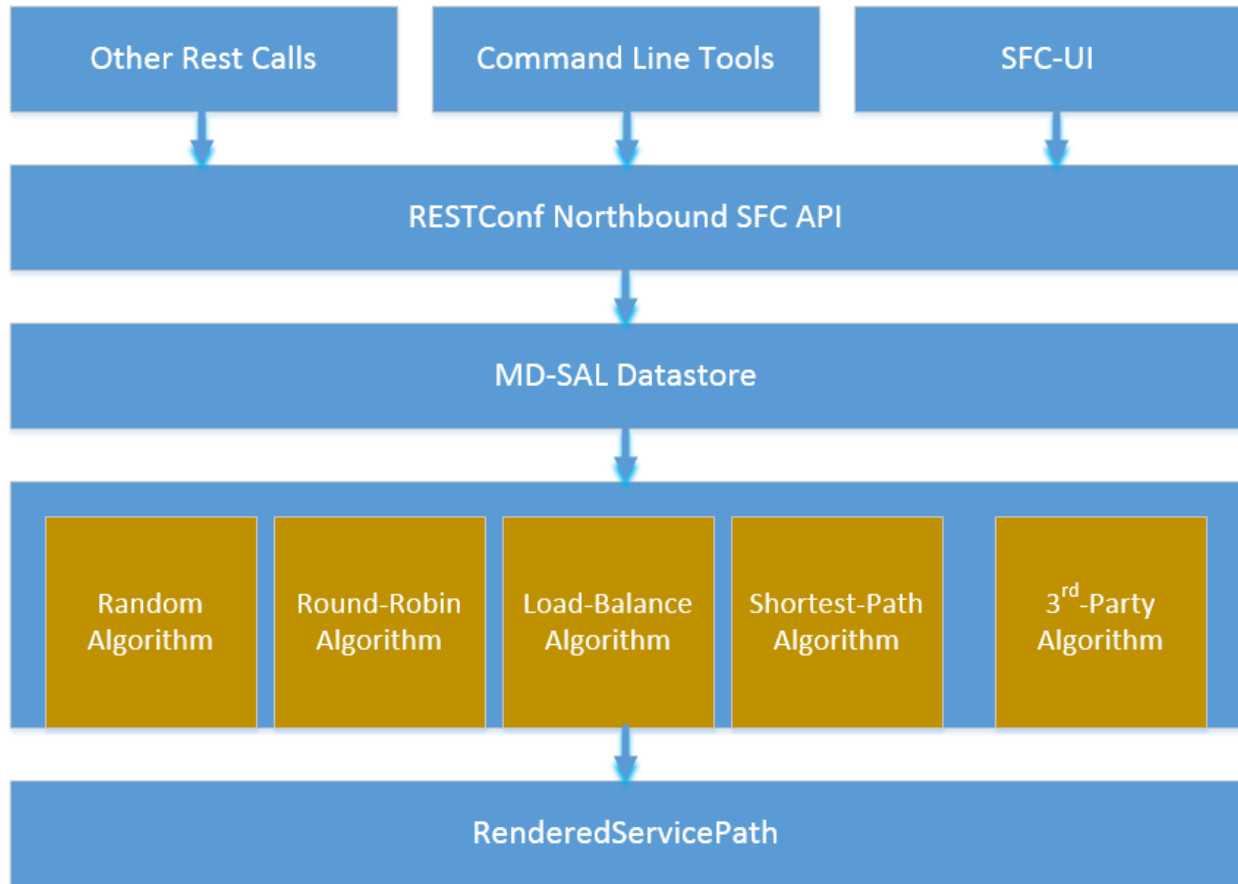 Other Rest Calls
Command Line Tools
SFC-UI
RESTConf Northbound SFC API
MD-SAL Datastore
Random
Algorithm
Round-Robin
Algorithm
Load-Balance
Algorithm
Shortest-Path
Algorithm
3rd-Party
Algorithm
RenderedServicePath